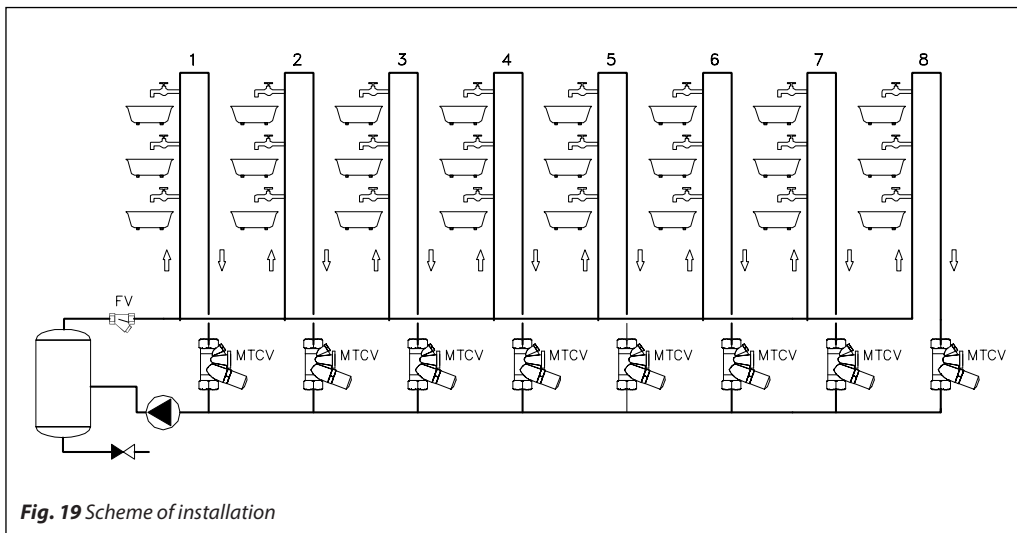 1 2 3 4 5 6 7 8
FV
MTCV MTCV MTCV MTCV MTCV MTCV MTCV MTCV
Fig. 19 Scheme of installation